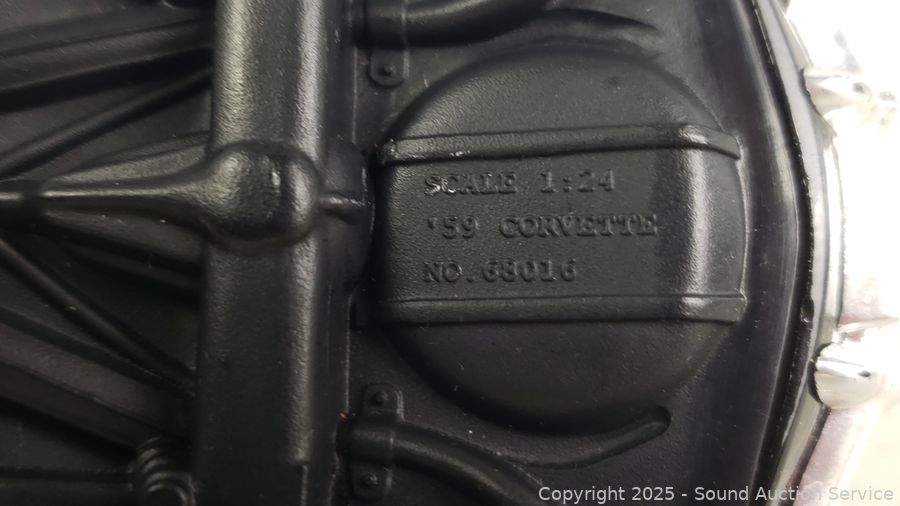 SCALE 1:24
'59 CORVETTE
NO.68016
Copyright 2025 - Sound Auction Service